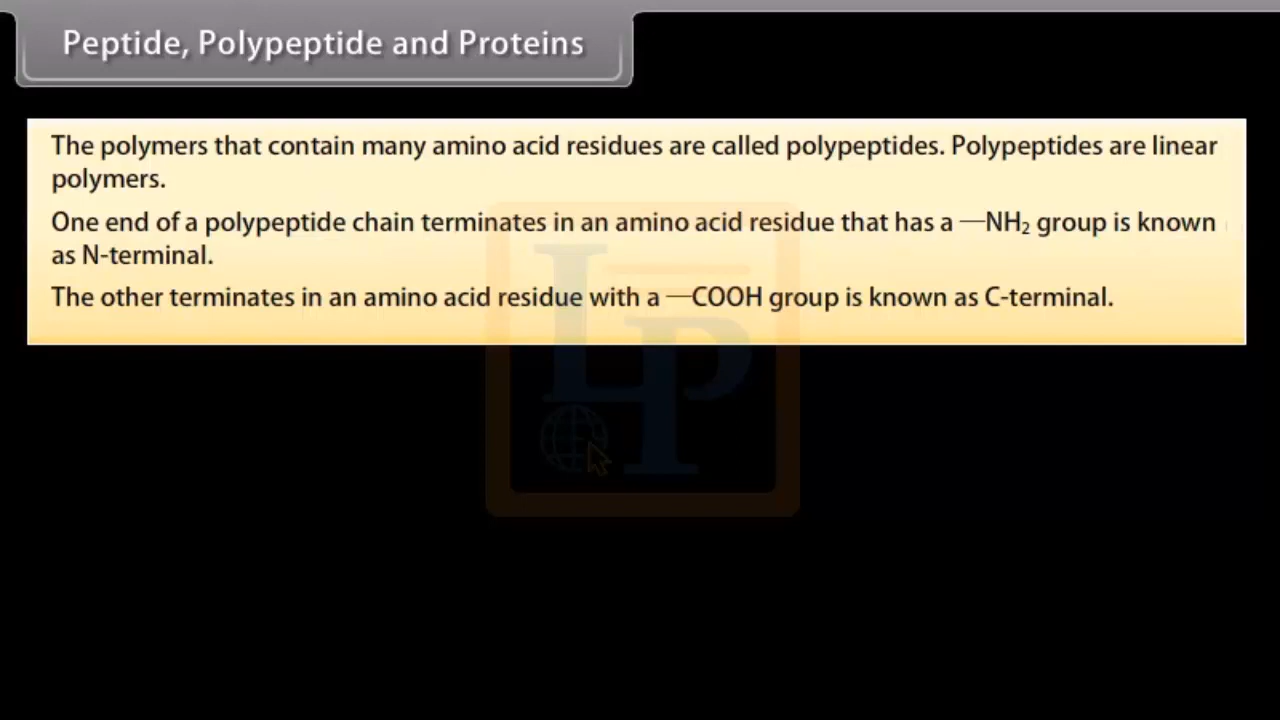 Peptide, Polypeptide and Proteins
The polymers that contain many amino acid residues are called polypeptides. Polypeptides are linear
polymers.
One end of a polypeptide chain terminates in an amino acid residue that has a —NH₂ group is known
as N-terminal.
The other terminates in an amino acid residue with a —COOH group is known as C-terminal.
LHP